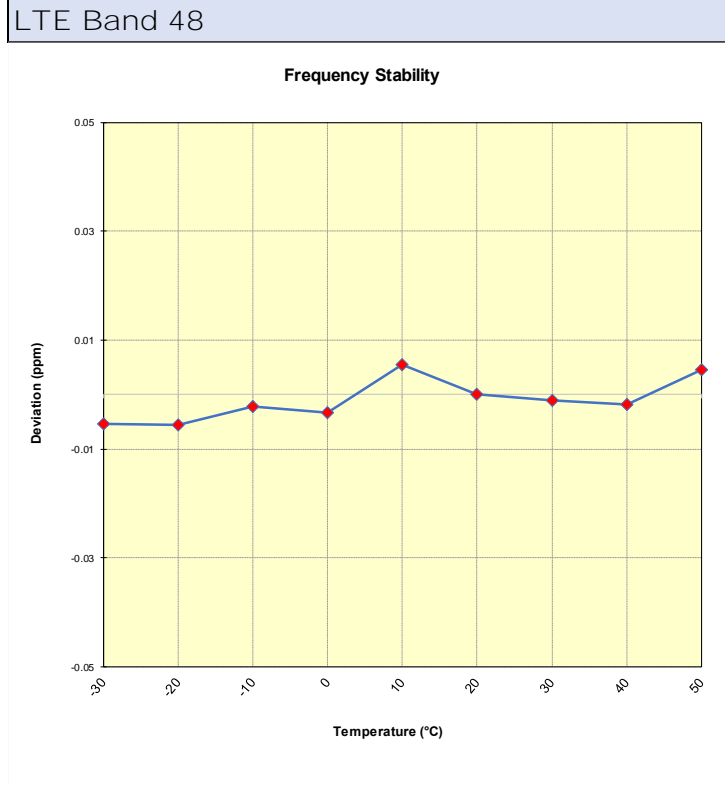 LTE Band 48
Frequency Stability
0.05
0.03
0.01
-0.01
-0.03
-0.05
Deviation (ppm)
-30 -20 -10 0 10 20 30 40 50
Temperature (°C)